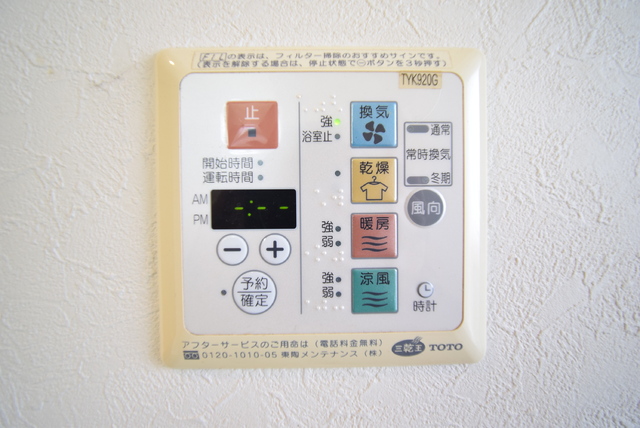 FILの表示は、フィルター掃除のおすすめサインです。
(表示を解除する場合は、停止状態で⊖ボタンを3秒押す)
TYK920G
止
開始時間
運転時間
AM
PM
-:--
−
+
予約
確定
強
浴室止
換気
乾燥
強
弱
暖房
強
弱
涼風
通常
常時換気
冬期
風向
時計
アフターサービスのご用命は(電話料金無料)
0120-1010-05 東陶メンテナンス(株)
三乾王 TOTO